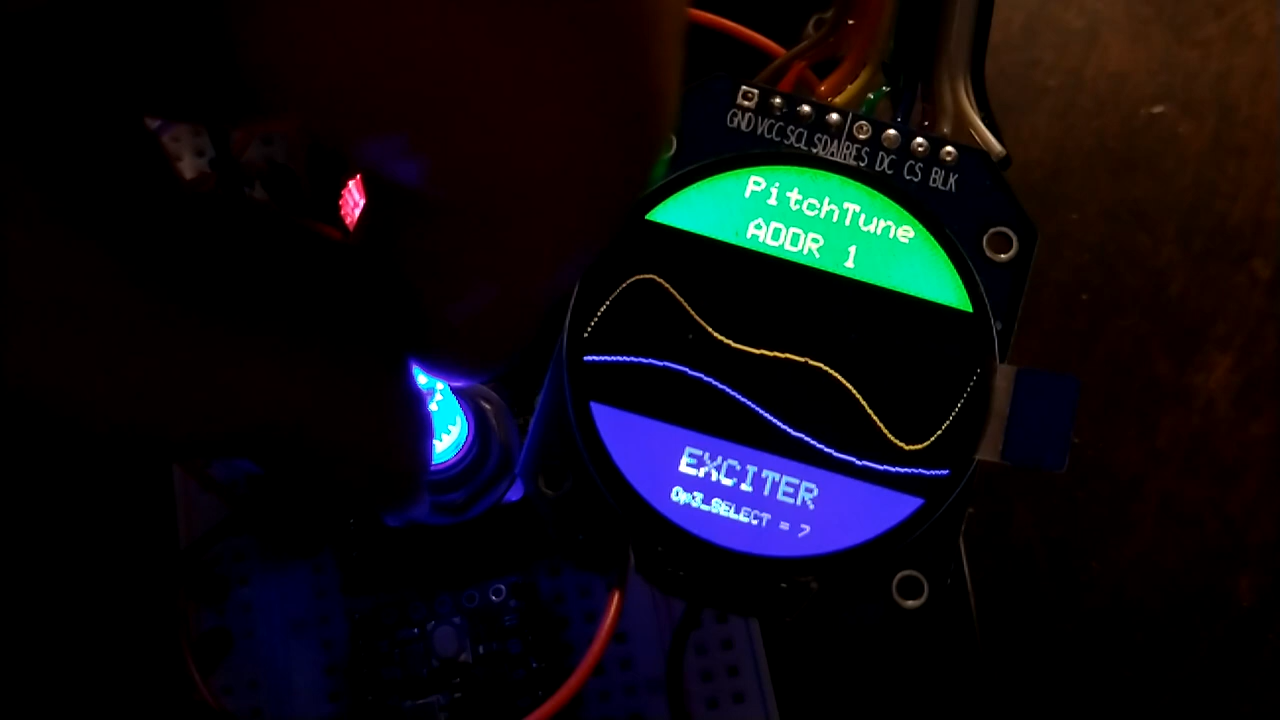 GND VCC SCL SDA RES DC CS BLK
PitchTune
ADDR 1
EXCITER
Op3_SELECT = 7